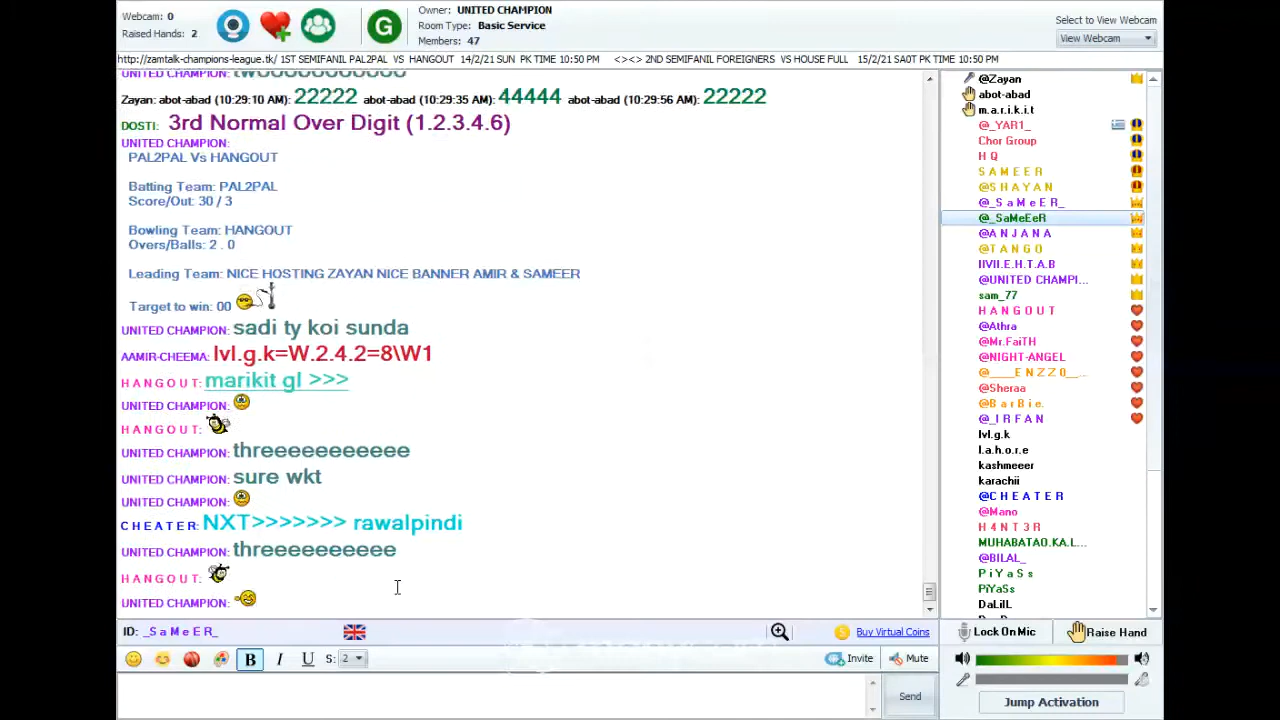 Webcam: 0
Raised Hands: 2
G
Owner: UNITED CHAMPION
Room Type: Basic Service
Members: 47
Select to View Webcam
View Webcam
http://zamtalk-champions-league.tk/ 1ST SEMIFANIL PAL2PAL VS HANGOUT 14/2/21 SUN PK TIME 10:50 PM <><> 2ND SEMIFANIL FOREIGNERS VS HOUSE FULL 15/2/21 SAOT PK TIME 10:50 PM
UNITED CHAMPION: twoooooooooooo
Zayan: abot-abad (10:29:10 AM): 22222 abot-abad (10:29:35 AM): 44444 abot-abad (10:29:56 AM): 22222
DOSTI: 3rd Normal Over Digit (1.2.3.4.6)
UNITED CHAMPION:
PAL2PAL Vs HANGOUT
Batting Team: PAL2PAL
Score/Out: 30 / 3
Bowling Team: HANGOUT
Overs/Balls: 2 . 0
Leading Team: NICE HOSTING ZAYAN NICE BANNER AMIR & SAMEER
Target to win: 00
UNITED CHAMPION: sadi ty koi sunda
AAMIR-CHEEMA: lvl.g.k=W.2.4.2=8\W1
H A N G O U T: marikit gl >>>
UNITED CHAMPION:
H A N G O U T:
UNITED CHAMPION: threeeeeeeeeee
UNITED CHAMPION: sure wkt
UNITED CHAMPION:
C H E A T E R: NXT>>>>>>> rawalpindi
UNITED CHAMPION: threeeeeeeeee
H A N G O U T:
UNITED CHAMPION:
@Zayan
abot-abad
m.a.r.i.k.i.t
@_YAR1_
Chor Group
H Q
S A M E E R
@S H A Y A N
@_S a M e E R_
@_SaMeEeR
@A N J A N A
@T A N G O
IIVII.E.H.T.A.B
@UNITED CHAMPI...
sam_77
H A N G O U T
@Athra
@Mr.FaiTH
@NIGHT-ANGEL
@____E N Z Z 0__...
@Sheraa
@B a r B i e.
@_I R F A N
lvl.g.k
l.a.h.o.r.e
kashmeeer
karachii
@C H E A T E R
@Mano
H 4 N T 3 R
MUHABATAO.KA.L...
@BILAL_
P i Y a S s
PiYaSs
DaLilL
ID: _S a M e E R_
Buy Virtual Coins
Lock On Mic
Raise Hand
B I U S: 2
Invite
Mute
Send
Jump Activation